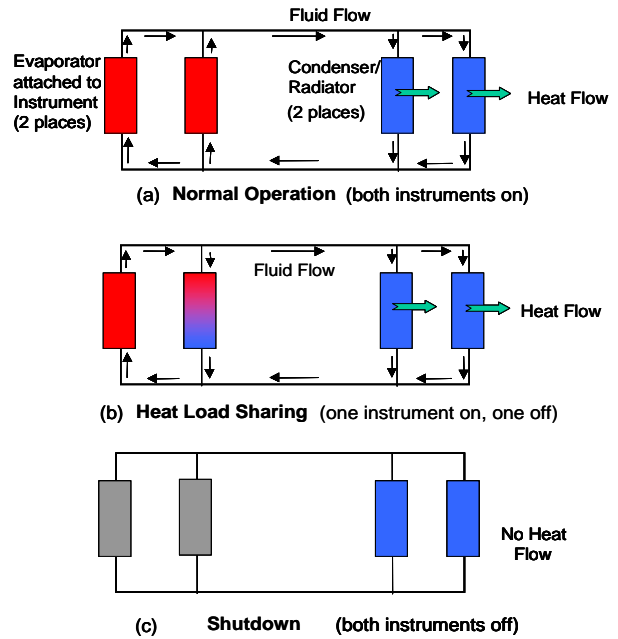 Fluid Flow
Evaporator
attached to
Instrument
(2 places)
Condenser/
Radiator
(2 places)
Heat Flow
(a) Normal Operation (both instruments on)
Fluid Flow
Heat Flow
(b) Heat Load Sharing (one instrument on, one off)
No Heat
Flow
(c) Shutdown (both instruments off)